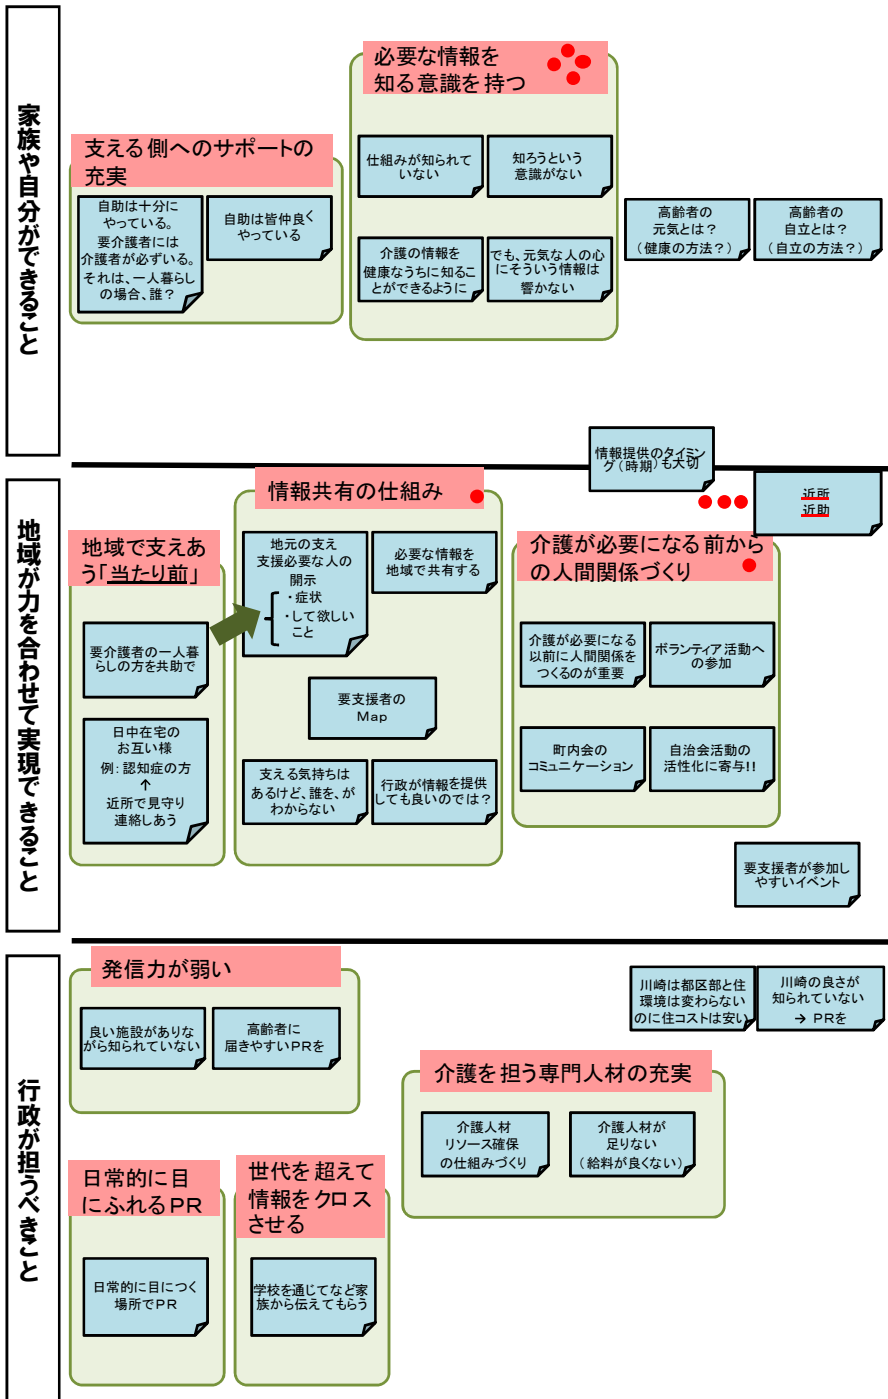 家族や自分ができること
必要な情報を
知る意識を持つ
支える側へのサポートの
充実
仕組みが知られて
いない
知ろうという
意識がない
自助は十分に
やっている。
要介護者には
介護者が必ずいる。
それは、一人暮らし
の場合、誰？
自助は皆仲良く
やっている
高齢者の
元気とは？
（健康の方法？）
高齢者の
自立とは？
（自立の方法？）
介護の情報を
健康なうちに知るこ
とができるように
でも、元気な人の心
にそういう情報は
響かない
情報提供のタイミン
グ（時期）も大切
地域が力を合わせて実現できること
情報共有の仕組み
近所
近助
地域で支えあ
う「当たり前」
地元の支え
支援必要な人の
開示
・症状
・して欲しい
こと
必要な情報を
地域で共有する
介護が必要になる前から
の人間関係づくり
要介護者の一人暮
らしの方を共助で
介護が必要になる
以前に人間関係を
つくるのが重要
ボランティア活動へ
の参加
要支援者の
Map
日中在宅の
お互い様
例：認知症の方
↑
近所で見守り
連絡しあう
町内会の
コミュニケーション
自治会活動の
活性化に寄与!!
支える気持ちは
あるけど、誰を、が
わからない
行政が情報を提供
しても良いのでは？
要支援者が参加し
やすいイベント
行政が担うべきこと
発信力が弱い
川崎は都区部と住
環境は変わらない
のに住コストは安い
川崎の良さが
知られていない
→ PRを
良い施設がありな
がら知られていない
高齢者に
届きやすいPRを
介護を担う専門人材の充実
介護人材
リソース確保
の仕組みづくり
介護人材が
足りない
（給料が良くない）
日常的に目
にふれるPR
世代を超えて
情報をクロス
させる
日常的に目につく
場所でPR
学校を通じてなど家
族から伝えてもらう